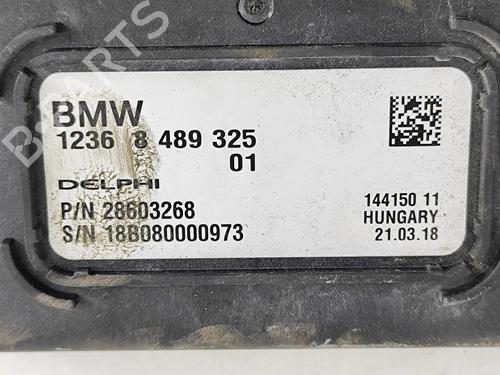 BMW
1236 8 489 325
01
DELPHI
P/N 28603268
S/N 18B080000973
144150 11
HUNGARY
21.03.18